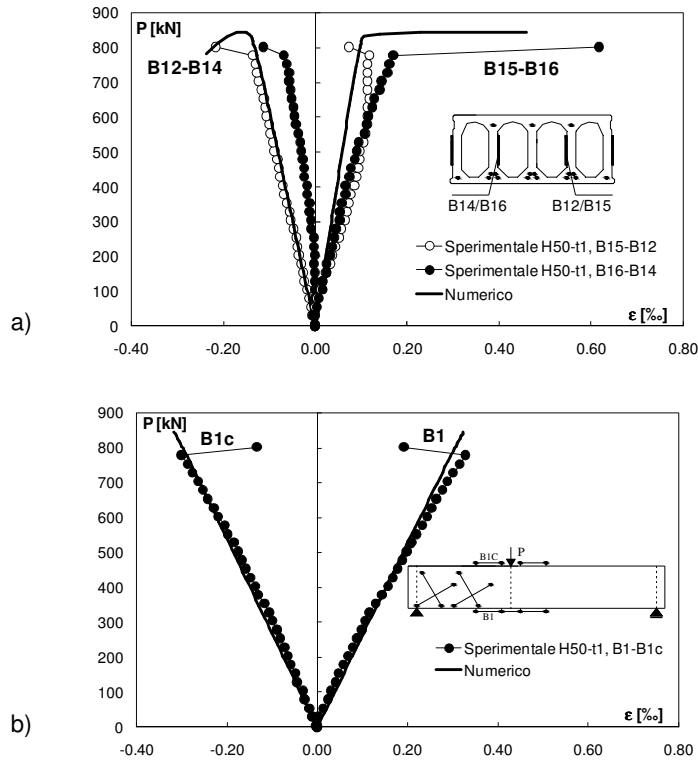 a)
P [kN]
900
800
700
600
500
400
300
200
100
0
B12-B14
B15-B16
B14/B16
B12/B15
Sperimentale H50-t1, B15-B12
Sperimentale H50-t1, B16-B14
Numerico
ε [‰]
-0.40
-0.20
0.00
0.20
0.40
0.60
0.80
b)
P [kN]
900
800
700
600
500
400
300
200
100
0
B1c
B1
B1C
P
B1
Sperimentale H50-t1, B1-B1c
Numerico
ε [‰]
-0.40
-0.20
0.00
0.20
0.40
0.60
0.80